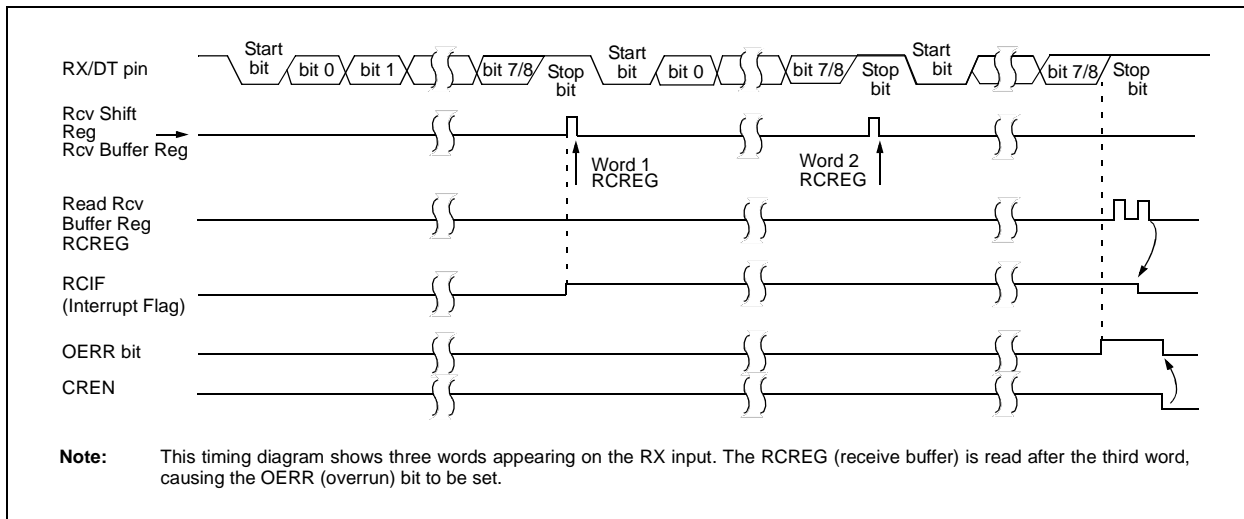 RX/DT pin
Start
bit
bit 0
bit 1
bit 7/8
Stop
bit
Start
bit
bit 0
bit 7/8
Stop
bit
Start
bit
bit 7/8
Stop
bit
Rcv Shift
Reg
Rcv Buffer Reg
Word 1
RCREG
Word 2
RCREG
Read Rcv
Buffer Reg
RCREG
RCIF
(Interrupt Flag)
OERR bit
CREN
Note: This timing diagram shows three words appearing on the RX input. The RCREG (receive buffer) is read after the third word,
causing the OERR (overrun) bit to be set.